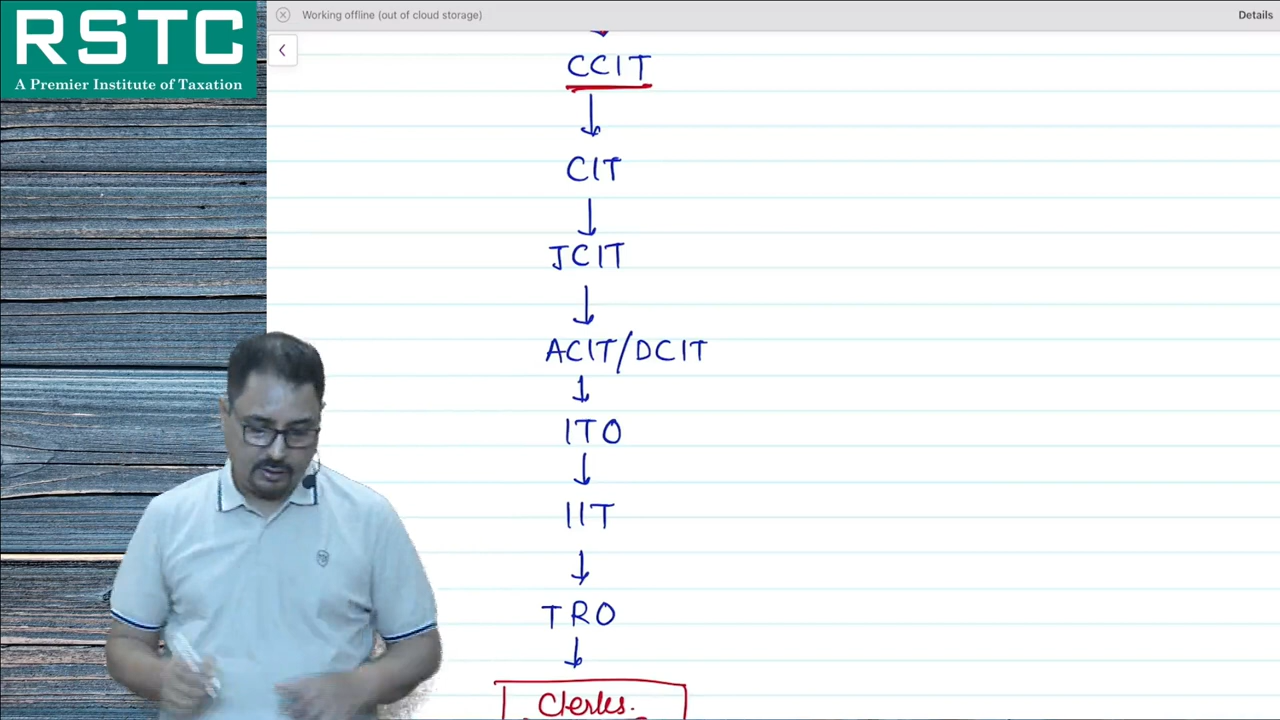 RSTC
A Premier Institute of Taxation
Working offline (out of cloud storage)
Details
CCIT
CIT
JCIT
ACIT/DCIT
ITO
IIT
TRO
Clerks.